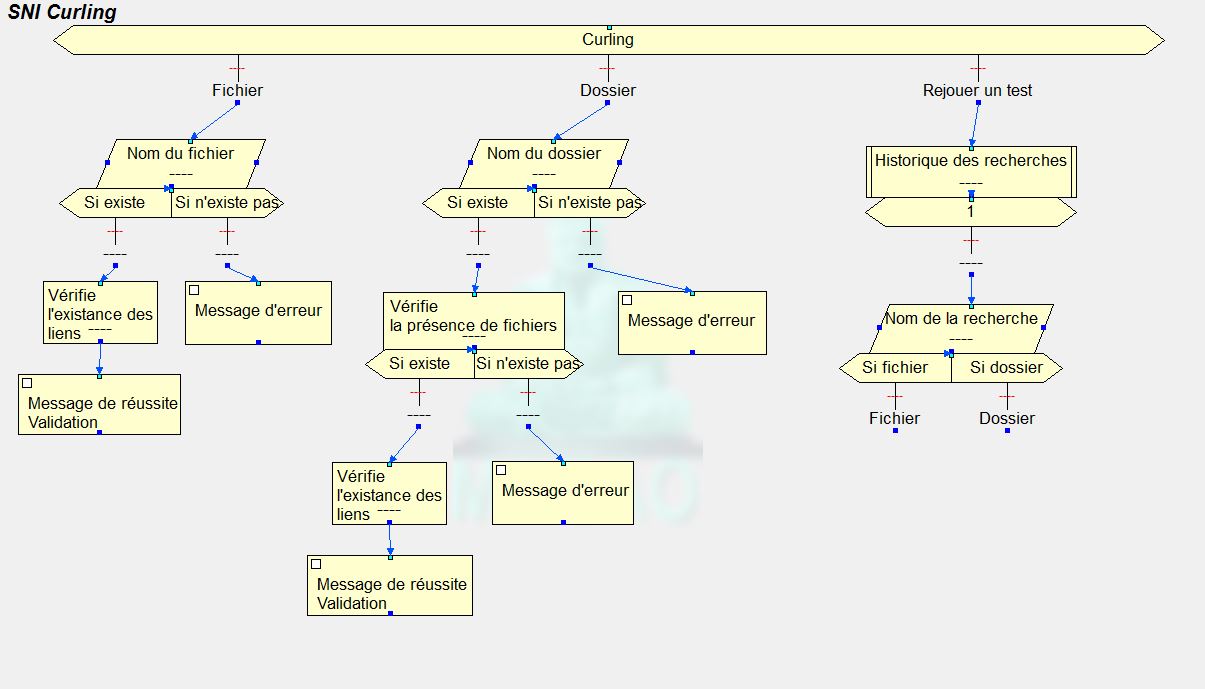 SNI Curling
Curling
Fichier
Dossier
Rejouer un test
Nom du fichier
----
Si existe
Si n'existe pas
----
----
Vérifie
l'existance des
liens ----
Message d'erreur
Message de réussite
Validation
Nom du dossier
----
Si existe
Si n'existe pas
----
----
Vérifie
la présence de fichiers
----
Message d'erreur
Si existe
Si n'existe pas
----
----
Vérifie
l'existance des
liens ----
Message d'erreur
Message de réussite
Validation
Historique des recherches
----
1
----
Nom de la recherche
----
Si fichier
Si dossier
Fichier
Dossier